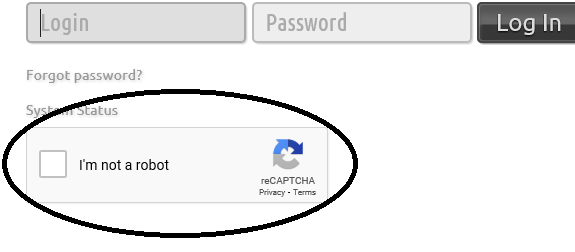 Login Password Log In
Forgot password?
System Status
I'm not a robot
reCAPTCHA
Privacy - Terms